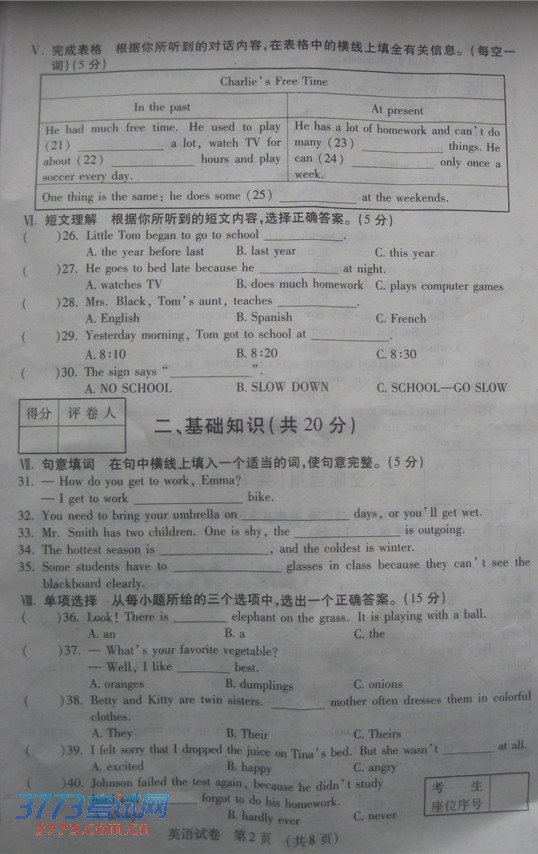 Ⅴ. 完成表格 根据你所听到的对话内容,在表格中的横线上填全有关信息。(每空一
词)(5分)
Charlie's Free Time
In the past
At present
He had much free time. He used to play
(21) ____________ a lot, watch TV for
about (22) ____________ hours and play
soccer every day.
He has a lot of homework and can't do
many (23) ____________ things. He
can (24) ____________ only once a
week.
One thing is the same: he does some (25) ____________ at the weekends.
Ⅵ. 短文理解 根据你所听到的短文内容,选择正确答案。(5分)
( )26. Little Tom began to go to school ____________.
A. the year before last B. last year C. this year
( )27. He goes to bed late because he ____________ at night.
A. watches TV B. does much homework C. plays computer games
( )28. Mrs. Black, Tom's aunt, teaches ____________.
A. English B. Spanish C. French
( )29. Yesterday morning, Tom got to school at ____________.
A. 8:10 B. 8:20 C. 8:30
( )30. The sign says "____________".
A. NO SCHOOL B. SLOW DOWN C. SCHOOL—GO SLOW
得分 评卷人
二、基础知识(共20分)
Ⅶ. 句意填词 在句中横线上填入一个适当的词,使句意完整。(5分)
31. — How do you get to work, Emma?
— I get to work ____________ bike.
32. You need to bring your umbrella on ____________ days, or you'll get wet.
33. Mr. Smith has two children. One is shy, the ____________ is outgoing.
34. The hottest season is ____________, and the coldest is winter.
35. Some students have to ____________ glasses in class because they can't see the
blackboard clearly.
Ⅷ. 单项选择 从每小题所给的三个选项中,选出一个正确答案。(15分)
( )36. Look! There is ________ elephant on the grass. It is playing with a ball.
A. an B. a C. the
( )37. — What's your favorite vegetable?
— Well, I like ________ best.
A. oranges B. dumplings C. onions
( )38. Betty and Kitty are twin sisters. ________ mother often dresses them in colorful
clothes.
A. They B. Their C. Theirs
( )39. I felt sorry that I dropped the juice on Tina's bed. But she wasn't ________ at all.
A. excited B. happy C. angry
( )40. Johnson failed the test again, because he didn't study
forgot to do his homework.
B. hardly ever C. never
考生
座位序号
3773考试网
www.3773.com.cn
英语试卷 第2页 (共8页)